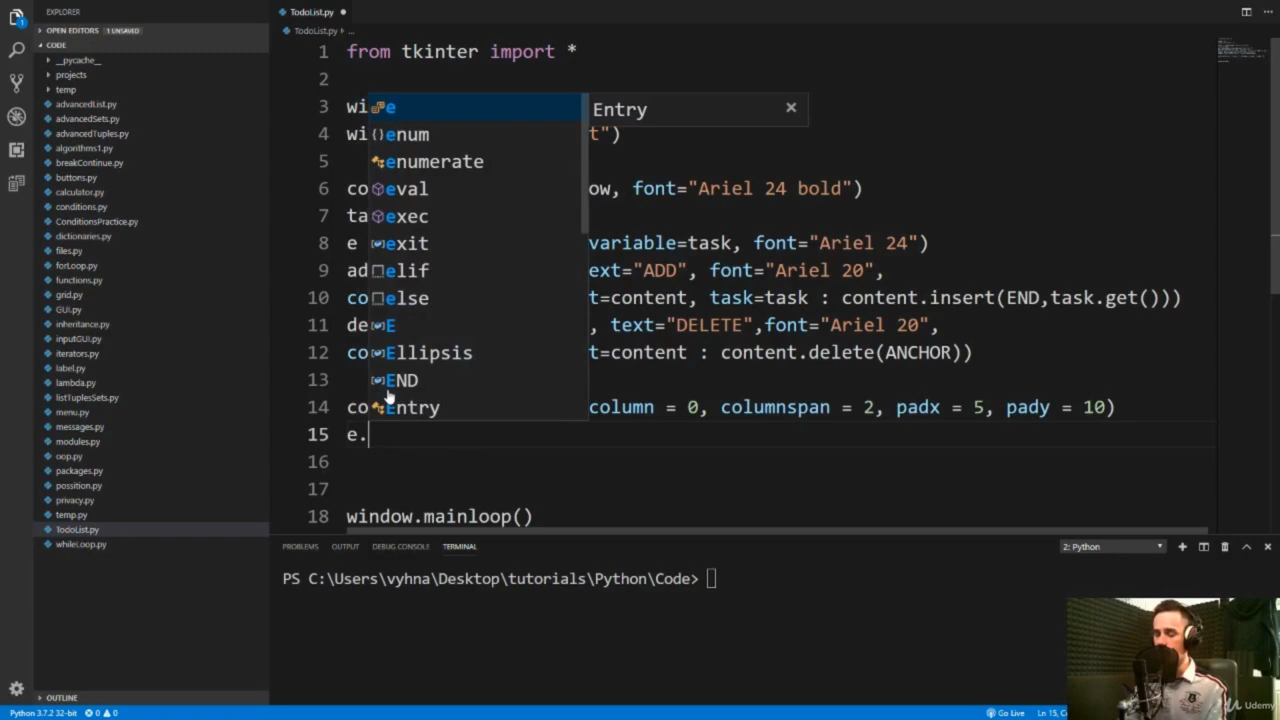 EXPLORER
OPEN EDITORS 1 UNSAVED
CODE
__pycache__
projects
temp
advancedList.py
advancedSets.py
advancedTuples.py
algorithms1.py
breakContinue.py
buttons.py
calculator.py
conditions.py
ConditionsPractice.py
dictionaries.py
files.py
forLoop.py
functions.py
grid.py
GUI.py
inheritance.py
inputGUI.py
iterators.py
label.py
lambda.py
listTuplesSets.py
menu.py
messages.py
modules.py
oop.py
packages.py
possition.py
privacy.py
temp.py
TodoList.py
whileLoop.py
OUTLINE
TodoList.py
TodoList.py ...
1 from tkinter import *
2
3 wi
4 wi t")
5
6 co ow, font="Ariel 24 bold")
7 ta
8 e variable=task, font="Ariel 24")
9 ad ext="ADD", font="Ariel 20",
10 co t=content, task=task : content.insert(END,task.get()))
11 de , text="DELETE",font="Ariel 20",
12 co t=content : content.delete(ANCHOR))
13
14 co column = 0, columnspan = 2, padx = 5, pady = 10)
15 e.
16
17
18 window.mainloop()
e
enum
enumerate
eval
exec
exit
elif
else
E
Ellipsis
END
Entry
Entry
PROBLEMS OUTPUT DEBUG CONSOLE TERMINAL 2: Python
PS C:\Users\vyhna\Desktop\tutorials\Python\Code>
Udemy
1
Python 3.7.2 32-bit 0 0 Go Live Ln 15, C